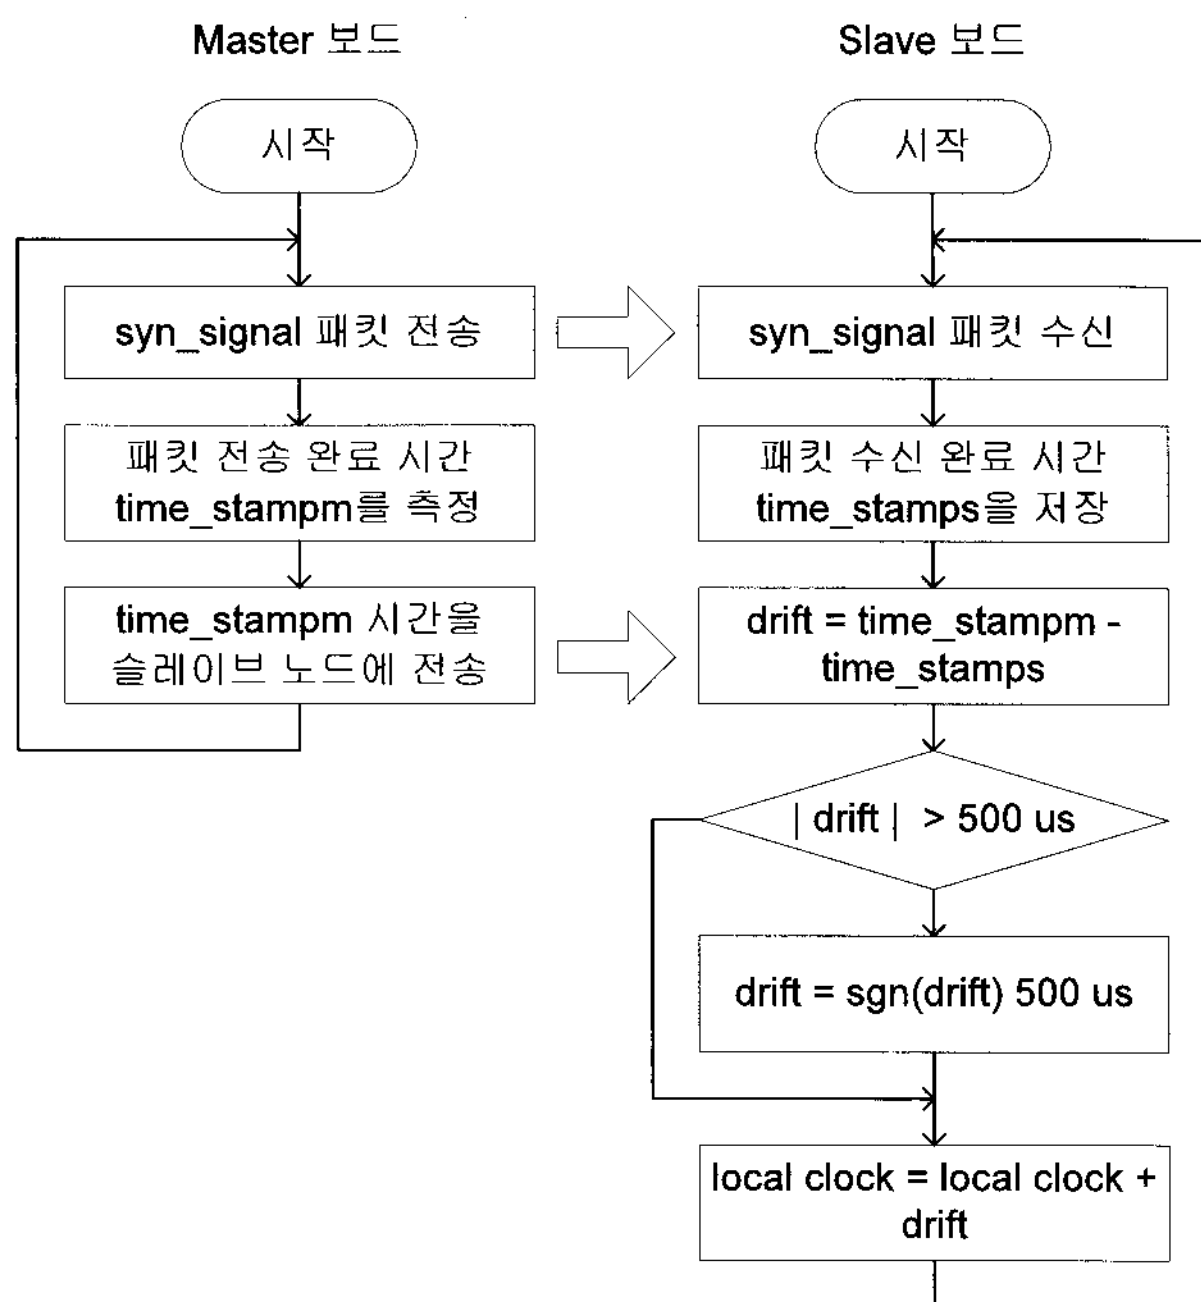 Master 보드
시작
syn_signal 패킷 전송
패킷 전송 완료 시간
time_stampm를 측정
time_stampm 시간을
슬레이브 노드에 전송
Slave 보드
시작
syn_signal 패킷 수신
패킷 수신 완료 시간
time_stamps을 저장
drift = time_stampm -
time_stamps
| drift | > 500 us
drift = sgn(drift) 500 us
local clock = local clock +
drift